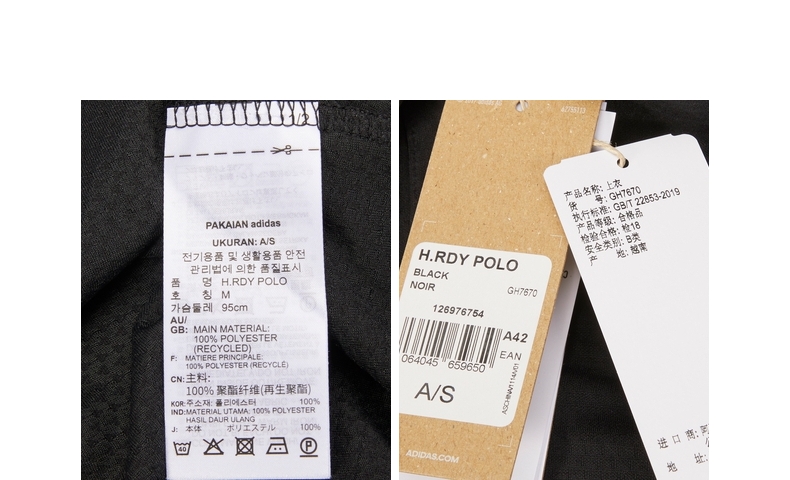 PAKAIAN adidas
UKURAN: A/S
전기용품 및 생활용품 안전
관리법에 의한 품질표시
품 명 H.RDY POLO
호 칭 M
가슴둘레 95cm
AU/
GB: MAIN MATERIAL:
100% POLYESTER
(RECYCLED)
F: MATIERE PRINCIPALE:
100% POLYESTER (RECYCLÉ)
CN: 主料:
100% 聚酯纤维(再生聚酯)
KOR: 주소재: 폴리에스터 100%
IND: MATERIAL UTAMA: 100% POLYESTER
HASIL DAUR ULANG
J: 本体 ポリエステル 100%
40
H.RDY POLO
BLACK
NOIR GH7670
126976754
A42
EAN
064045 659650
A/S
ADIDAS.COM
产品名称: 上衣
货 号: GH7670
执行标准: GB/T 22853-2019
产品等级: 合格品
检验合格: 检18
安全类别: B类
产 地: 越南
进 口 商: 阿
地 址: